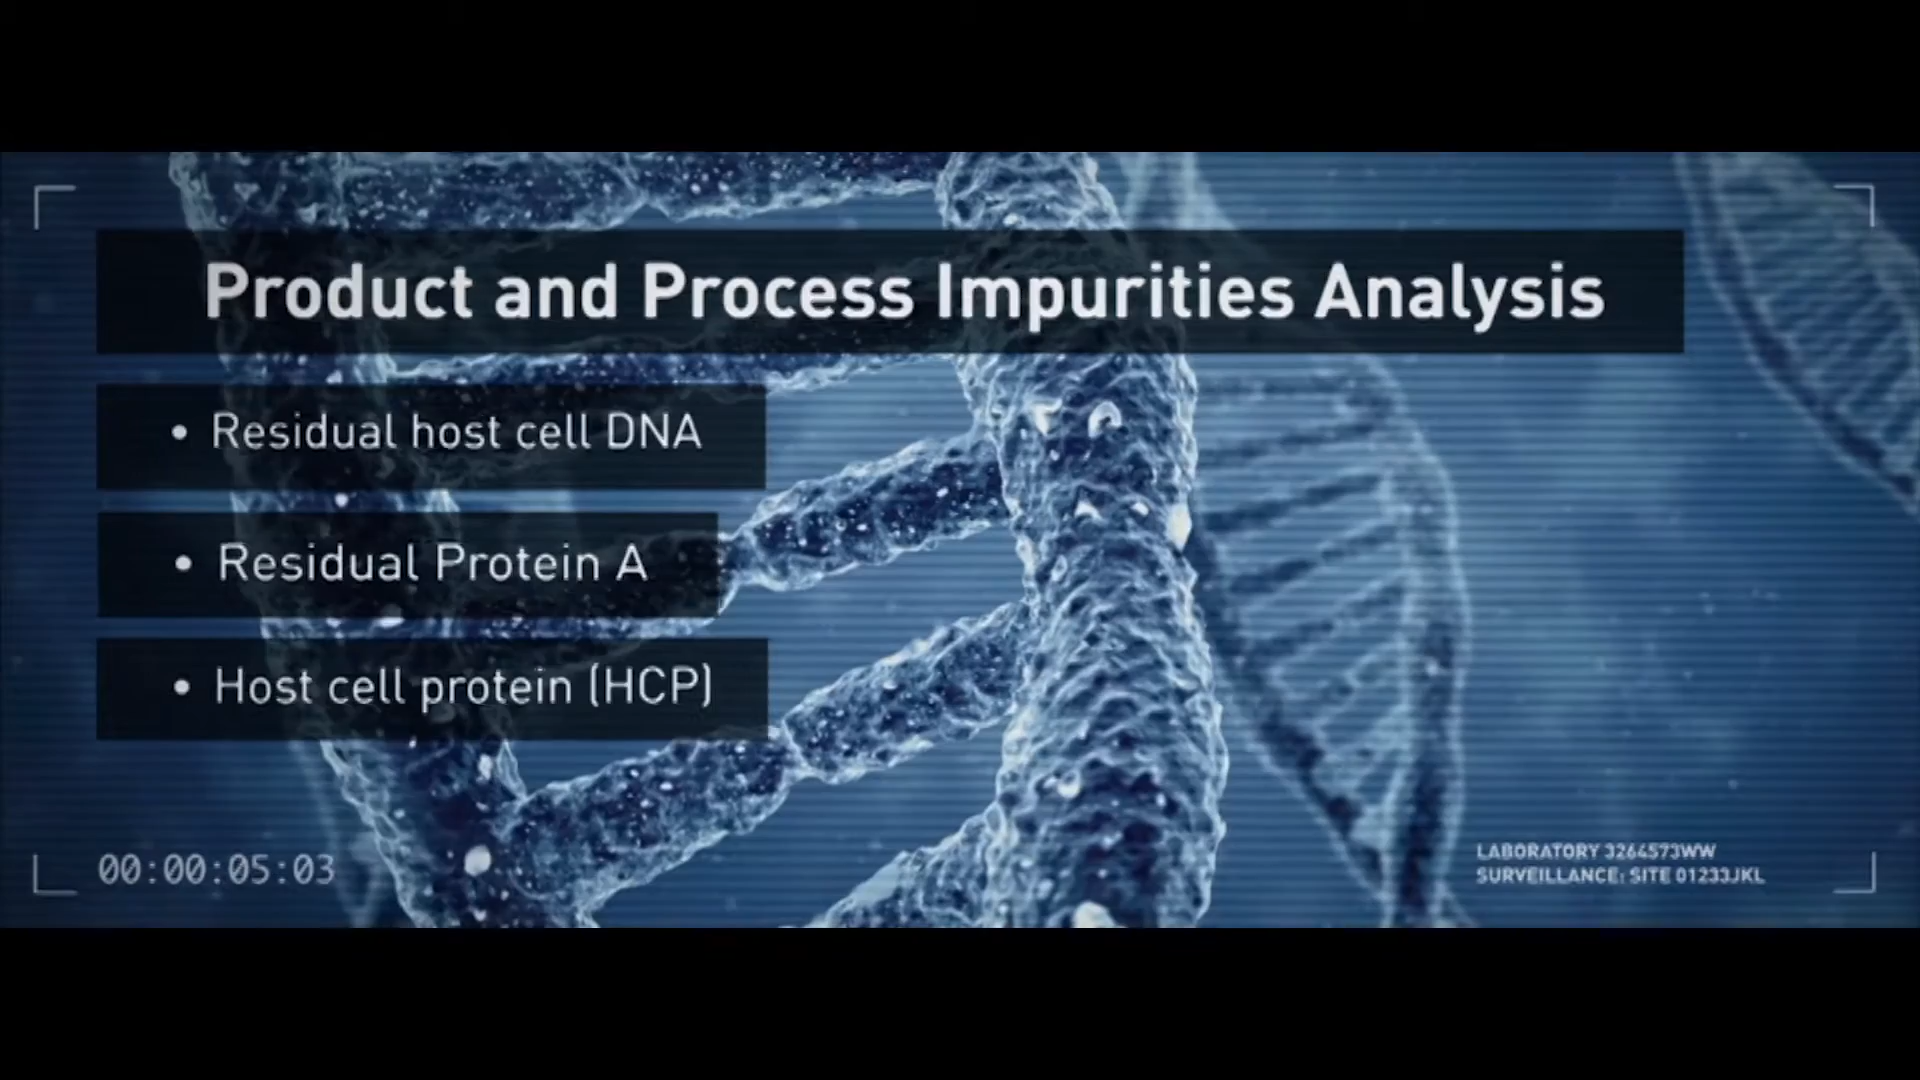 Product and Process Impurities Analysis
• Residual host cell DNA
• Residual Protein A
• Host cell protein (HCP)
00:00:05:03
LABORATORY 3264573WW
SURVEILLANCE: SITE 01233JKL